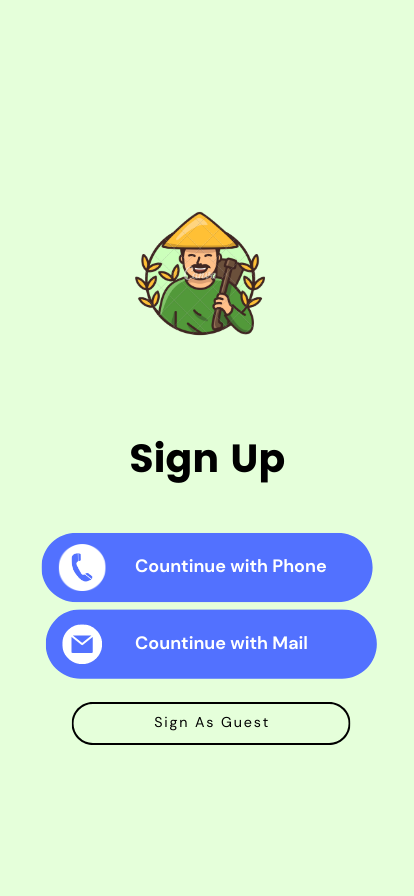 Sign Up
Countinue with Phone
Countinue with Mail
Sign As Guest